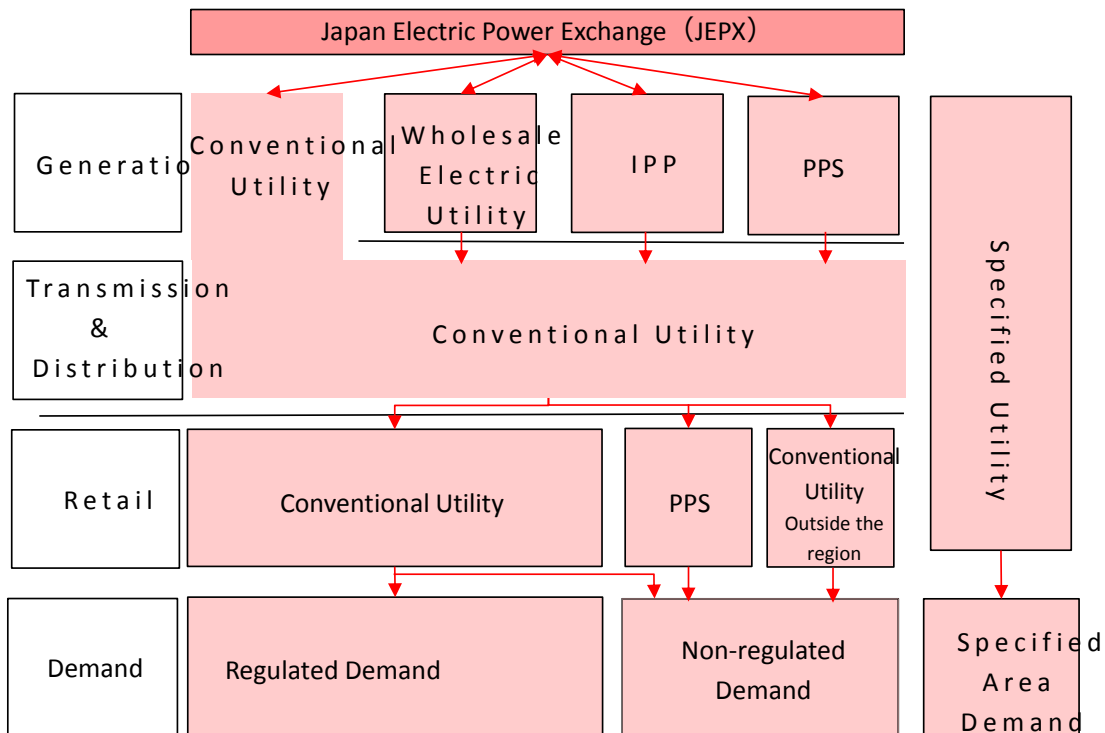 Japan Electric Power Exchange（JEPX）
Generatio
Conventional
Utility
Wholesale
Electric
Utility
IPP
PPS
Specified Utility
Transmission
&
Distribution
Conventional Utility
Retail
Conventional Utility
PPS
Conventional
Utility
Outside the
region
Demand
Regulated Demand
Non-regulated
Demand
Specified
Area
Demand